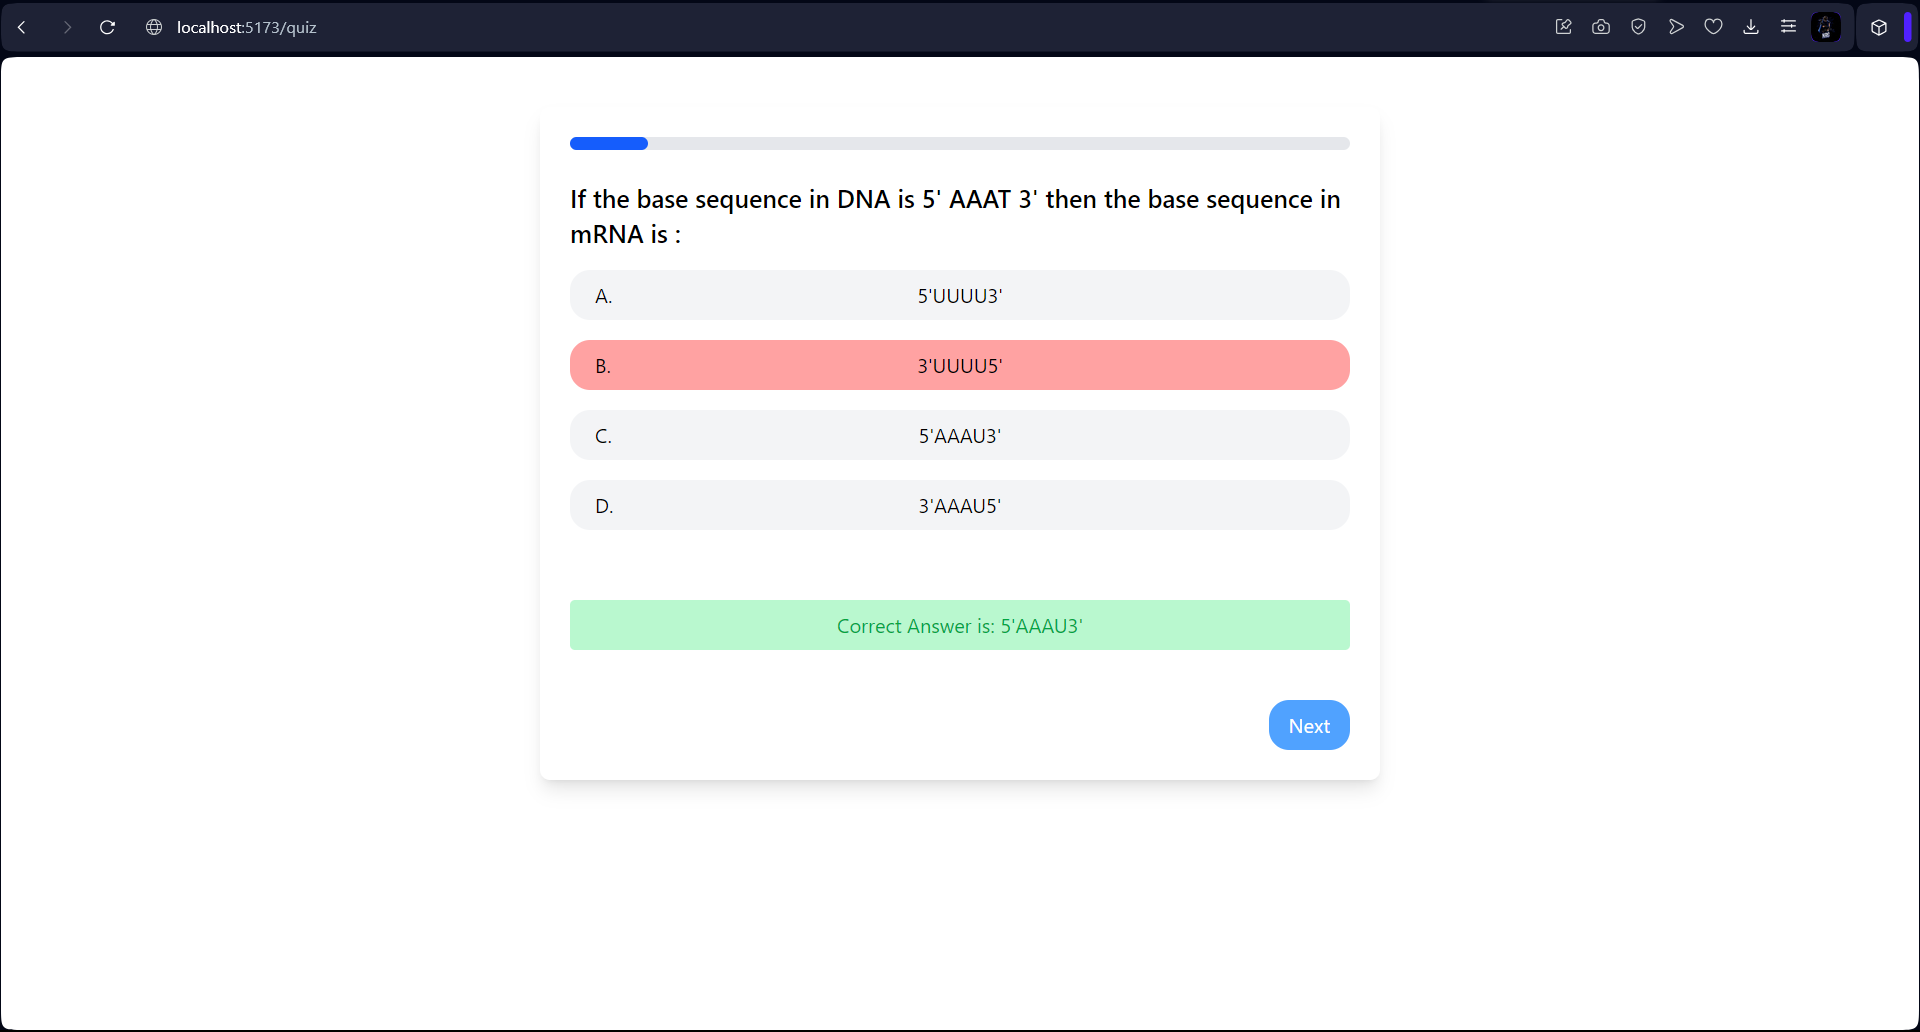 localhost:5173/quiz
If the base sequence in DNA is 5' AAAT 3' then the base sequence in
mRNA is :
A. 5'UUUU3'
B. 3'UUUU5'
C. 5'AAAU3'
D. 3'AAAU5'
Correct Answer is: 5'AAAU3'
Next